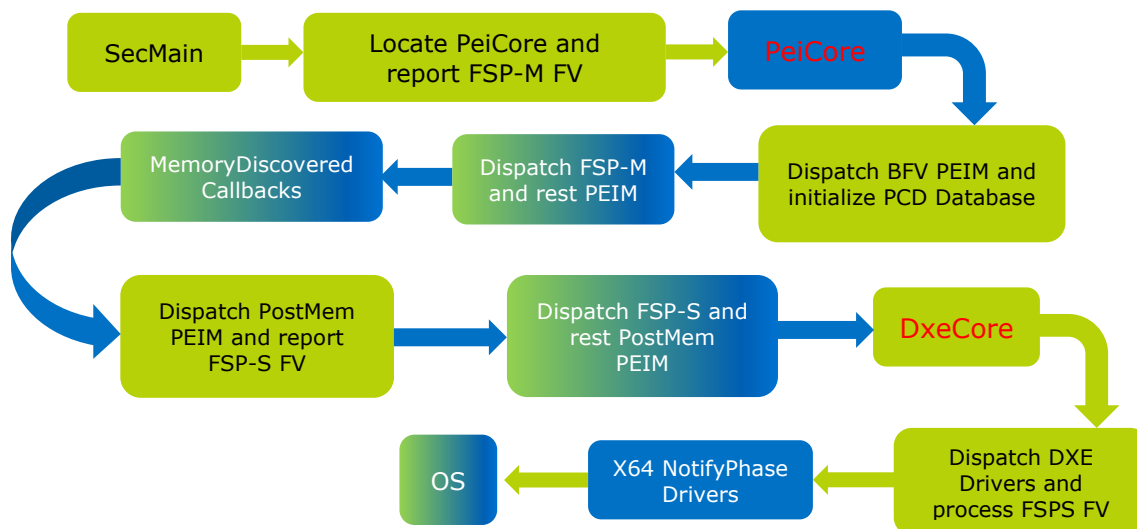 SecMain
Locate PeiCore and
report FSP-M FV
PeiCore
Dispatch BFV PEIM and
initialize PCD Database
Dispatch FSP-M
and rest PEIM
MemoryDiscovered
Callbacks
Dispatch PostMem
PEIM and report
FSP-S FV
Dispatch FSP-S and
rest PostMem
PEIM
DxeCore
Dispatch DXE
Drivers and
process FSPS FV
X64 NotifyPhase
Drivers
OS